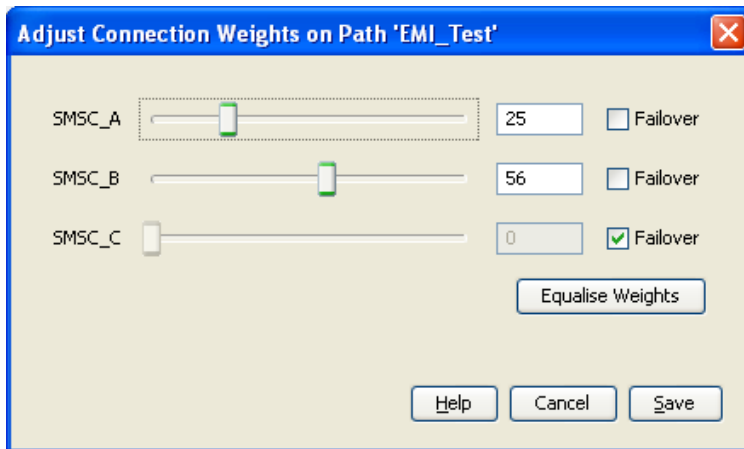 Adjust Connection Weights on Path 'EMI_Test'
SMSC_A 25 Failover
SMSC_B 56 Failover
SMSC_C 0 Failover
Equalise Weights
Help Cancel Save